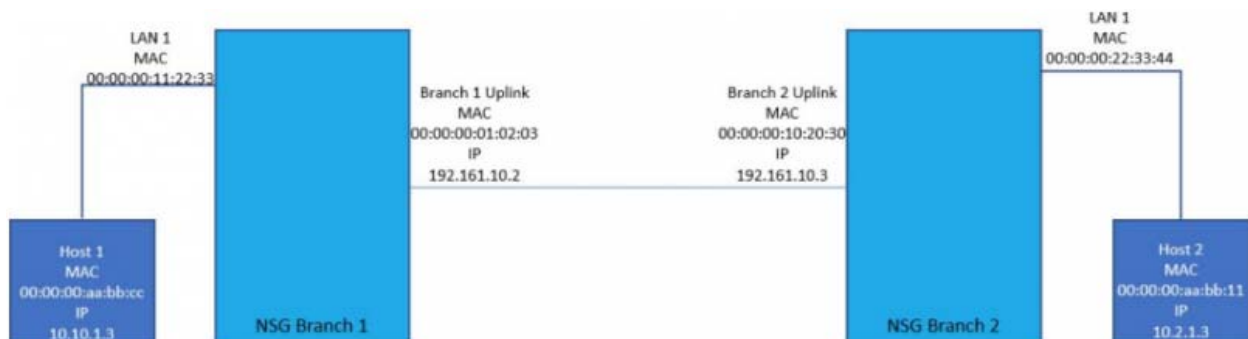 LAN 1
MAC
00:00:00:11:22:33
Branch 1 Uplink
MAC
00:00:00:01:02:03
IP
192.161.10.2
Branch 2 Uplink
MAC
00:00:00:10:20:30
IP
192.161.10.3
LAN 1
MAC
00:00:00:22:33:44
Host 1
MAC
00:00:00:aa:bb:cc
IP
10.10.1.3
NSG Branch 1
NSG Branch 2
Host 2
MAC
00:00:00:aa:bb:11
IP
10.2.1.3